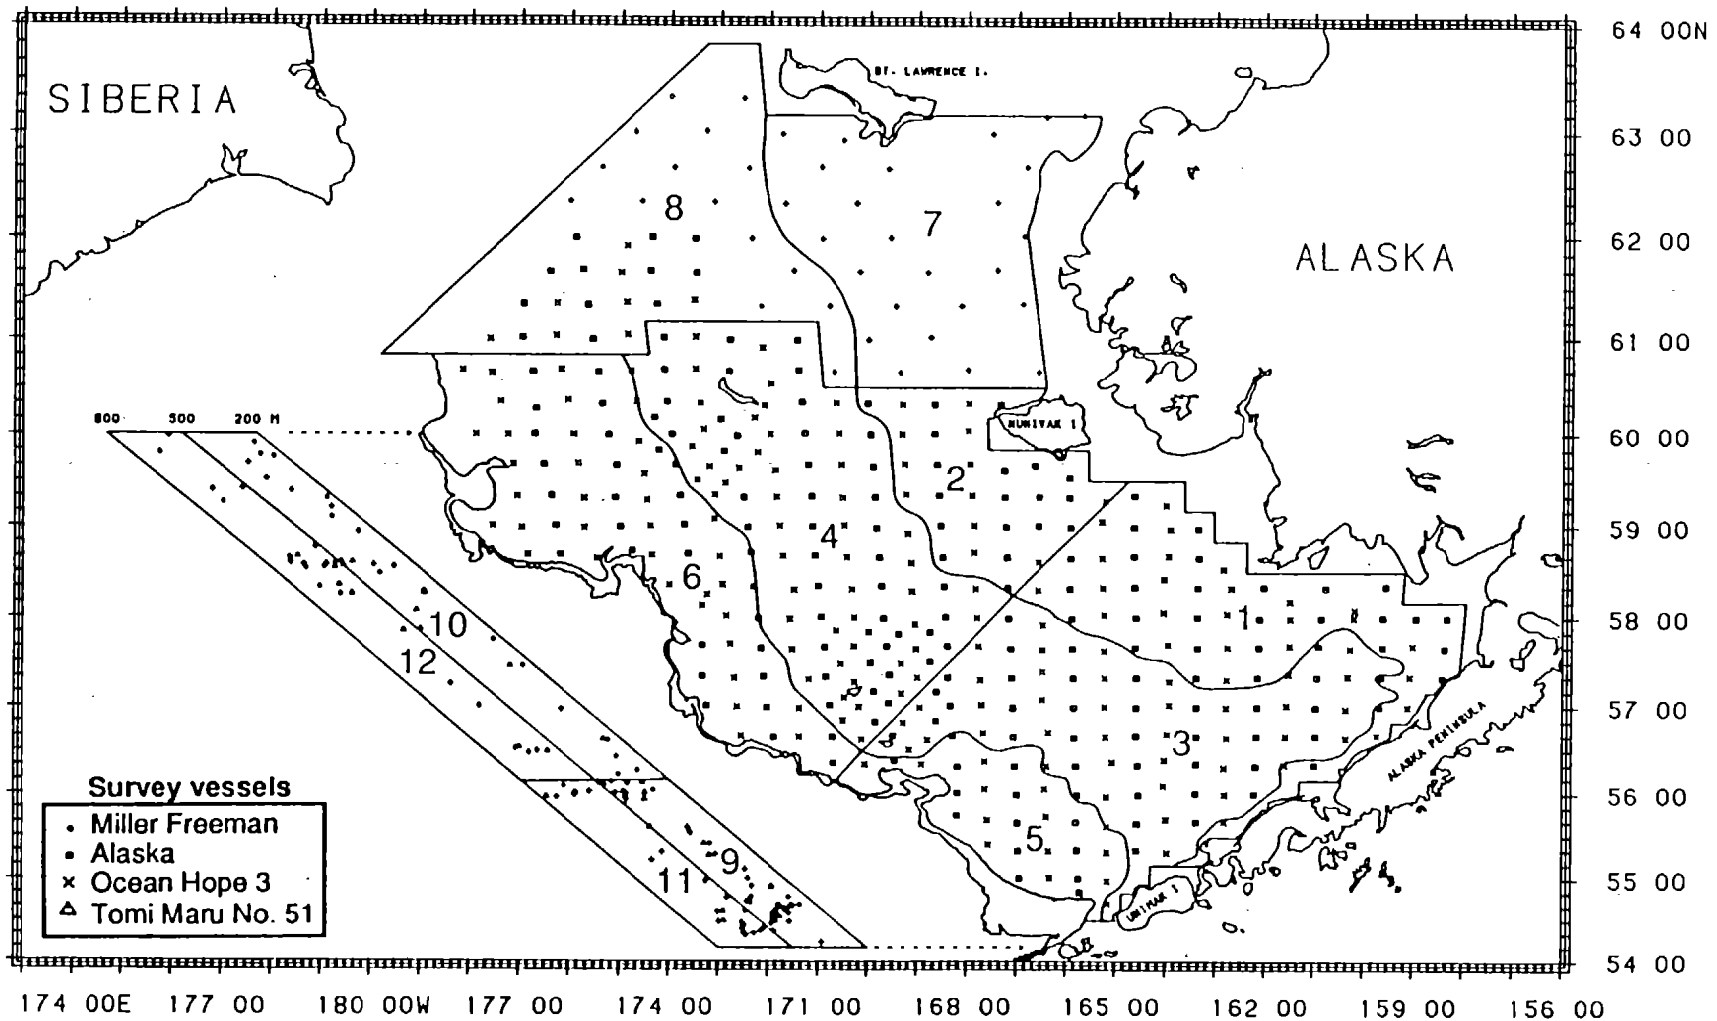 64 00N
ST. LAWRENCE I.
SIBERIA
63 00
8
7
62 00
ALASKA
61 00
800 500 200 M
60 00
NUNIVAK I
2
59 00
4
6
58 00
1
10
12
57 00
3
ALASKA PENINSULA
56 00
5
9
11
55 00
UNIMAK I
54 00
Survey vessels
Miller Freeman
Alaska
Ocean Hope 3
Tomi Maru No. 51
174 00E 177 00 180 00W 177 00 174 00 171 00 168 00 165 00 162 00 159 00 156 00